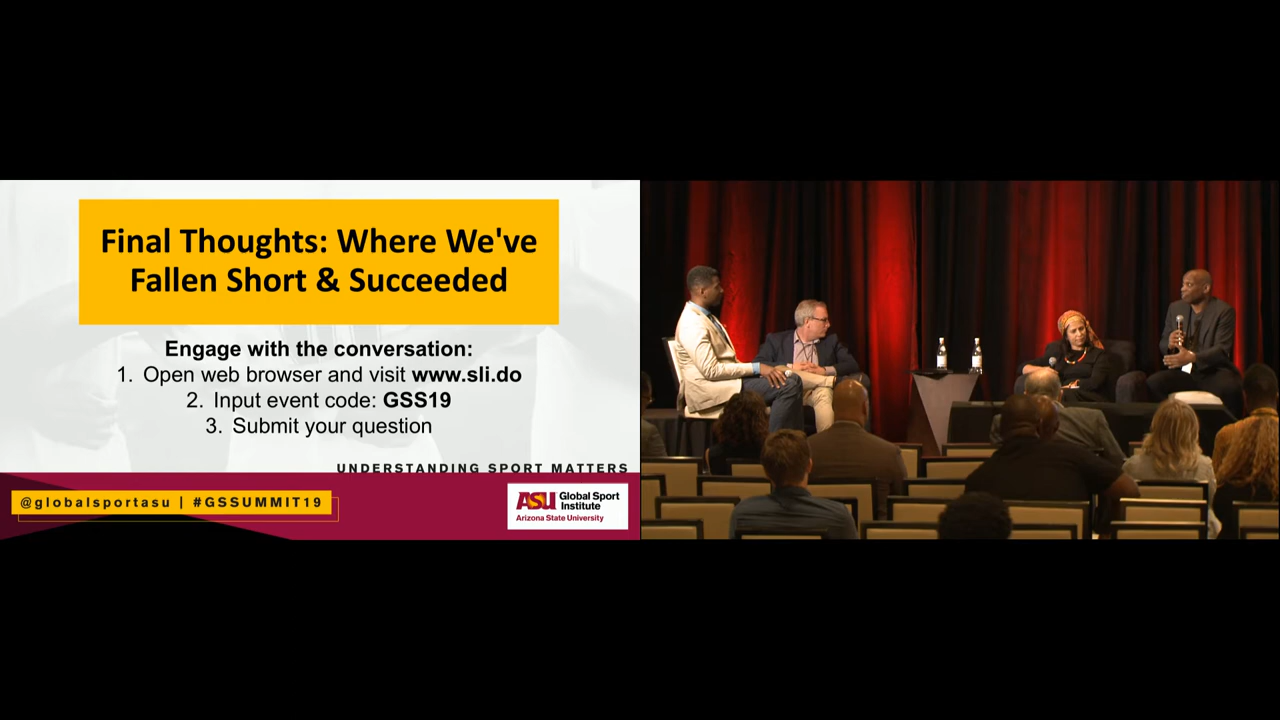 Final Thoughts: Where We've
Fallen Short & Succeeded
Engage with the conversation:
1. Open web browser and visit www.sli.do
2. Input event code: GSS19
3. Submit your question
UNDERSTANDING SPORT MATTERS
@globalsportasu | #GSSUMMIT19
ASU Global Sport
Institute
Arizona State University